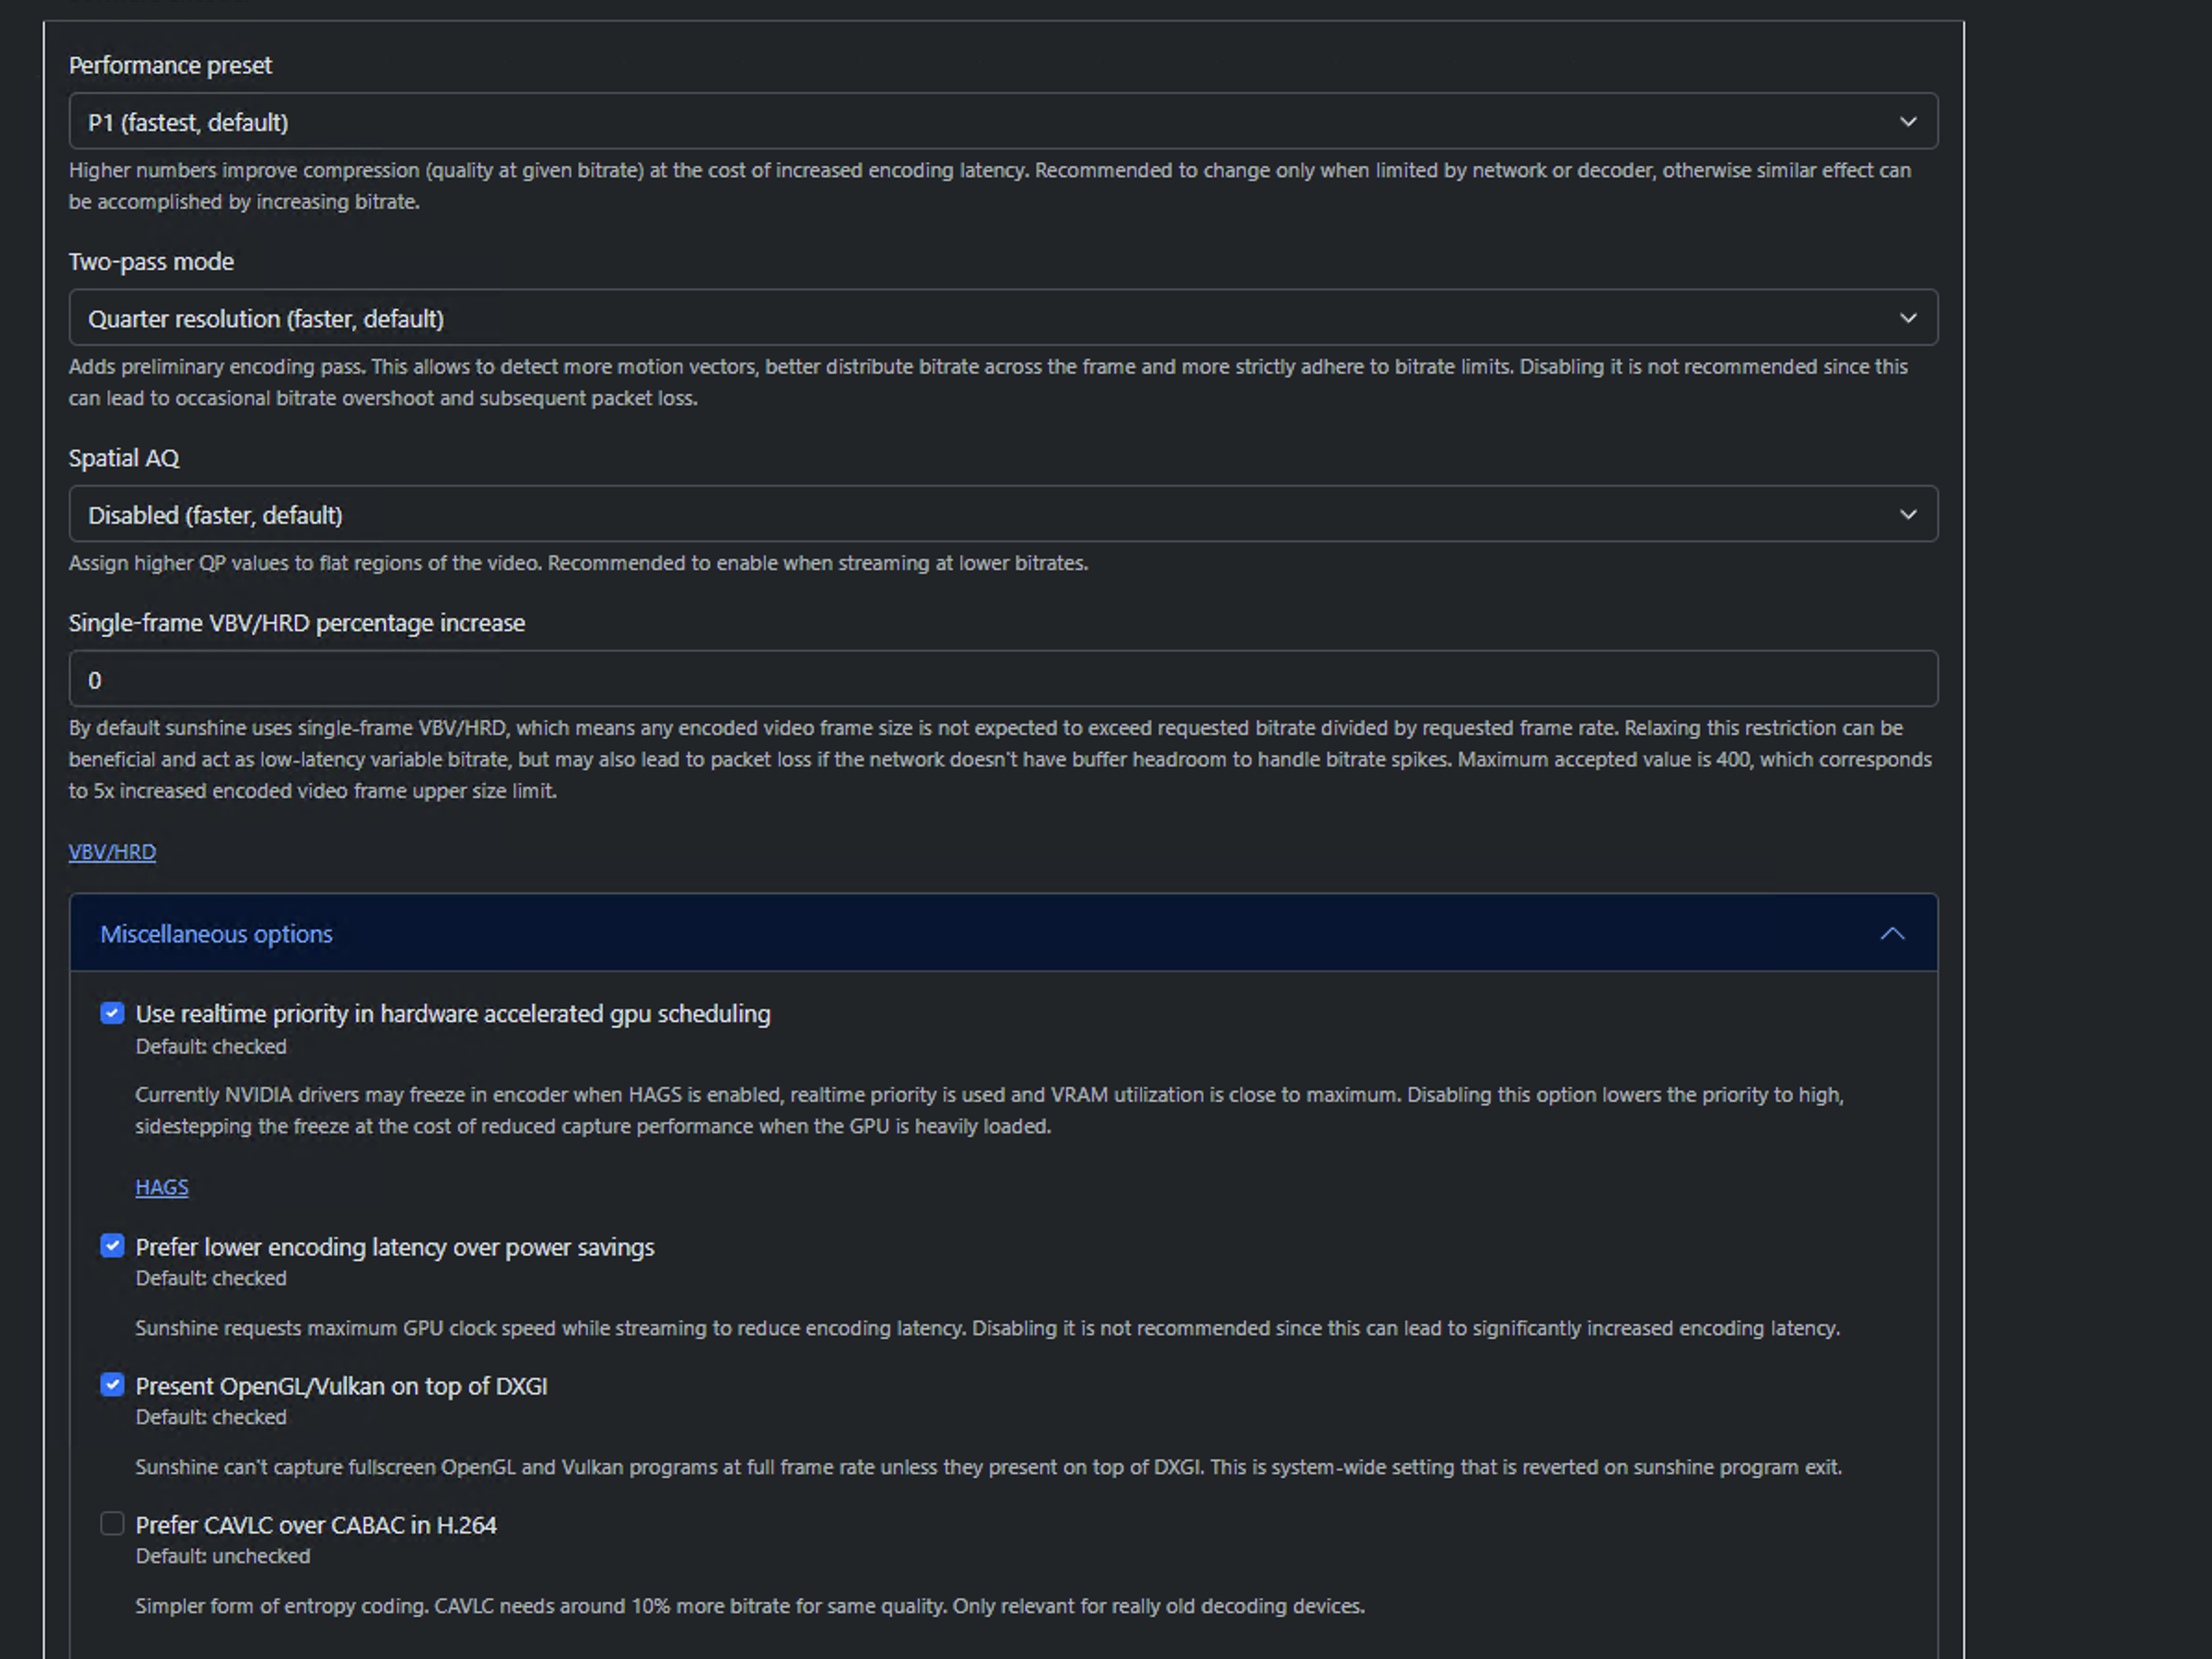 Performance preset
P1 (fastest, default)
Higher numbers improve compression (quality at given bitrate) at the cost of increased encoding latency. Recommended to change only when limited by network or decoder, otherwise similar effect can
be accomplished by increasing bitrate.
Two-pass mode
Quarter resolution (faster, default)
Adds preliminary encoding pass. This allows to detect more motion vectors, better distribute bitrate across the frame and more strictly adhere to bitrate limits. Disabling it is not recommended since this
can lead to occasional bitrate overshoot and subsequent packet loss.
Spatial AQ
Disabled (faster, default)
Assign higher QP values to flat regions of the video. Recommended to enable when streaming at lower bitrates.
Single-frame VBV/HRD percentage increase
0
By default sunshine uses single-frame VBV/HRD, which means any encoded video frame size is not expected to exceed requested bitrate divided by requested frame rate. Relaxing this restriction can be
beneficial and act as low-latency variable bitrate, but may also lead to packet loss if the network doesn't have buffer headroom to handle bitrate spikes. Maximum accepted value is 400, which corresponds
to 5x increased encoded video frame upper size limit.
VBV/HRD
Miscellaneous options
Use realtime priority in hardware accelerated gpu scheduling
Default: checked
Currently NVIDIA drivers may freeze in encoder when HAGS is enabled, realtime priority is used and VRAM utilization is close to maximum. Disabling this option lowers the priority to high,
sidestepping the freeze at the cost of reduced capture performance when the GPU is heavily loaded.
HAGS
Prefer lower encoding latency over power savings
Default: checked
Sunshine requests maximum GPU clock speed while streaming to reduce encoding latency. Disabling it is not recommended since this can lead to significantly increased encoding latency.
Present OpenGL/Vulkan on top of DXGI
Default: checked
Sunshine can't capture fullscreen OpenGL and Vulkan programs at full frame rate unless they present on top of DXGI. This is system-wide setting that is reverted on sunshine program exit.
Prefer CAVLC over CABAC in H.264
Default: unchecked
Simpler form of entropy coding. CAVLC needs around 10% more bitrate for same quality. Only relevant for really old decoding devices.